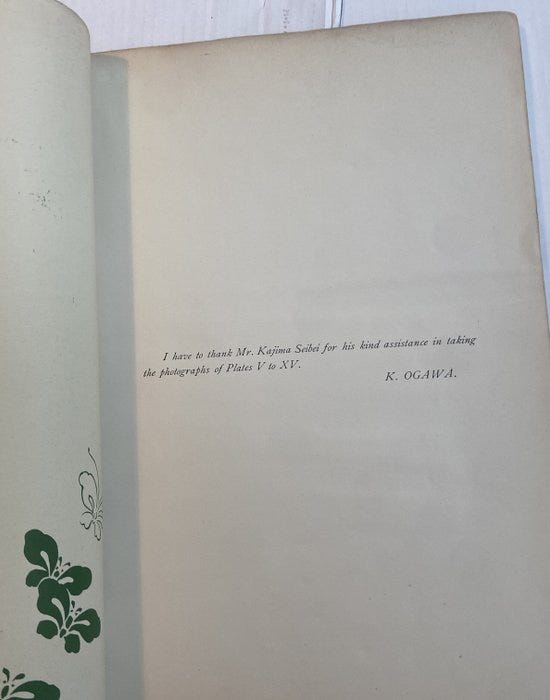 I have to thank Mr. Kajima Seibei for his kind assistance in taking
the photographs of Plates V to XV.
K. OGAWA.